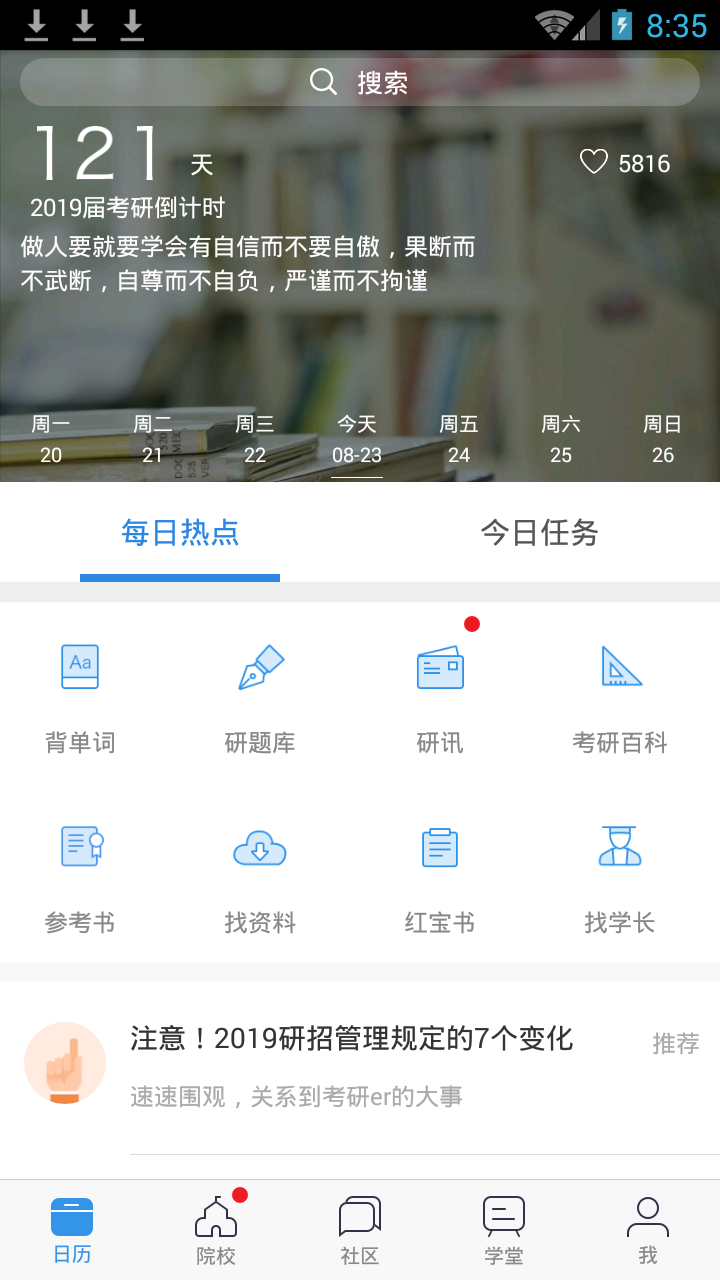 8:35
搜索
121 天
5816
2019届考研倒计时
做人要就要学会有自信而不要自傲，果断而
不武断，自尊而不自负，严谨而不拘谨
周一 周二 周三 今天 周五 周六 周日
20 21 22 08-23 24 25 26
每日热点 今日任务
Aa
背单词 研题库 研讯 考研百科
参考书 找资料 红宝书 找学长
注意！2019研招管理规定的7个变化
推荐
速速围观，关系到考研er的大事
日历 院校 社区 学堂 我